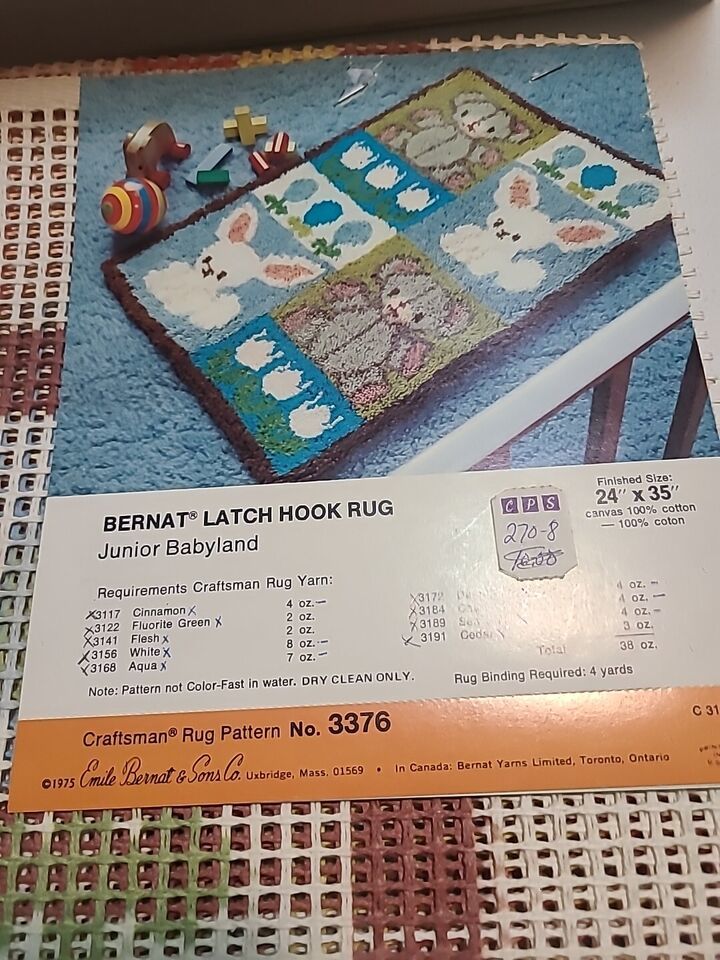 BERNAT® LATCH HOOK RUG
Junior Babyland
Finished Size:
24" x 35"
canvas 100% cotton
— 100% coton
CPS
270-8
Requirements Craftsman Rug Yarn:
3117 Cinnamon 4 oz.
3122 Fluorite Green 2 oz.
3141 Flesh 2 oz.
3156 White 8 oz.
3168 Aqua 7 oz.
3172 4 oz.
3184 4 oz.
3189 4 oz.
3191 Cedar 3 oz.
Total 38 oz.
Note: Pattern not Color-Fast in water. DRY CLEAN ONLY.
Rug Binding Required: 4 yards
Craftsman® Rug Pattern No. 3376
C 31
©1975 Emile Bernat & Sons Co. Uxbridge, Mass. 01569 • In Canada: Bernat Yarns Limited, Toronto, Ontario